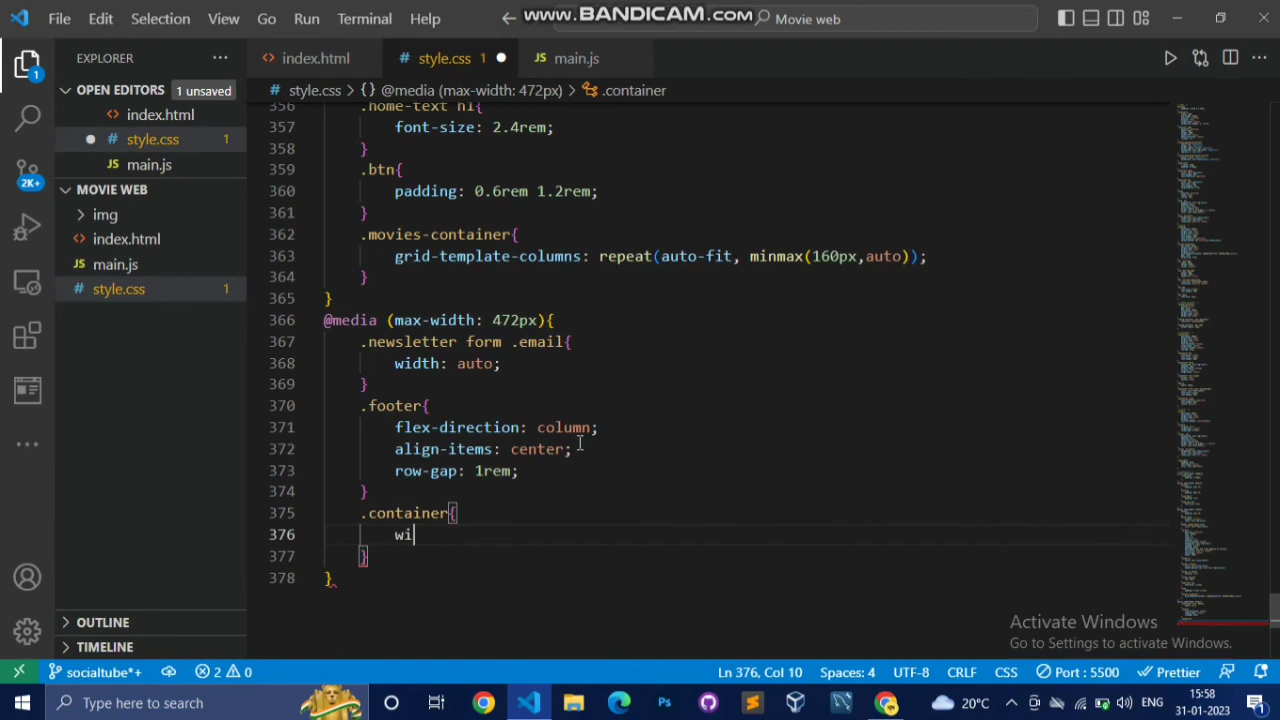 File Edit Selection View Go Run Terminal Help
www.BANDICAM.com
Movie web
EXPLORER
index.html
style.css 1
main.js
OPEN EDITORS 1 unsaved
index.html
style.css 1
main.js
MOVIE WEB
img
index.html
main.js
style.css 1
OUTLINE
TIMELINE
1
2K+
style.css > {} @media (max-width: 472px) > .container
356 .home-text h1{
357 font-size: 2.4rem;
358 }
359 .btn{
360 padding: 0.6rem 1.2rem;
361 }
362 .movies-container{
363 grid-template-columns: repeat(auto-fit, minmax(160px,auto));
364 }
365 }
366 @media (max-width: 472px){
367 .newsletter form .email{
368 width: auto;
369 }
370 .footer{
371 flex-direction: column;
372 align-items: center;
373 row-gap: 1rem;
374 }
375 .container{
376 wi
377 }
378 }
Activate Windows
Go to Settings to activate Windows.
socialtube*+ 2 0 Ln 376, Col 10 Spaces: 4 UTF-8 CRLF CSS Port : 5500 Prettier
Type here to search
Ps
20°C
ENG
15:58
31-01-2023
1